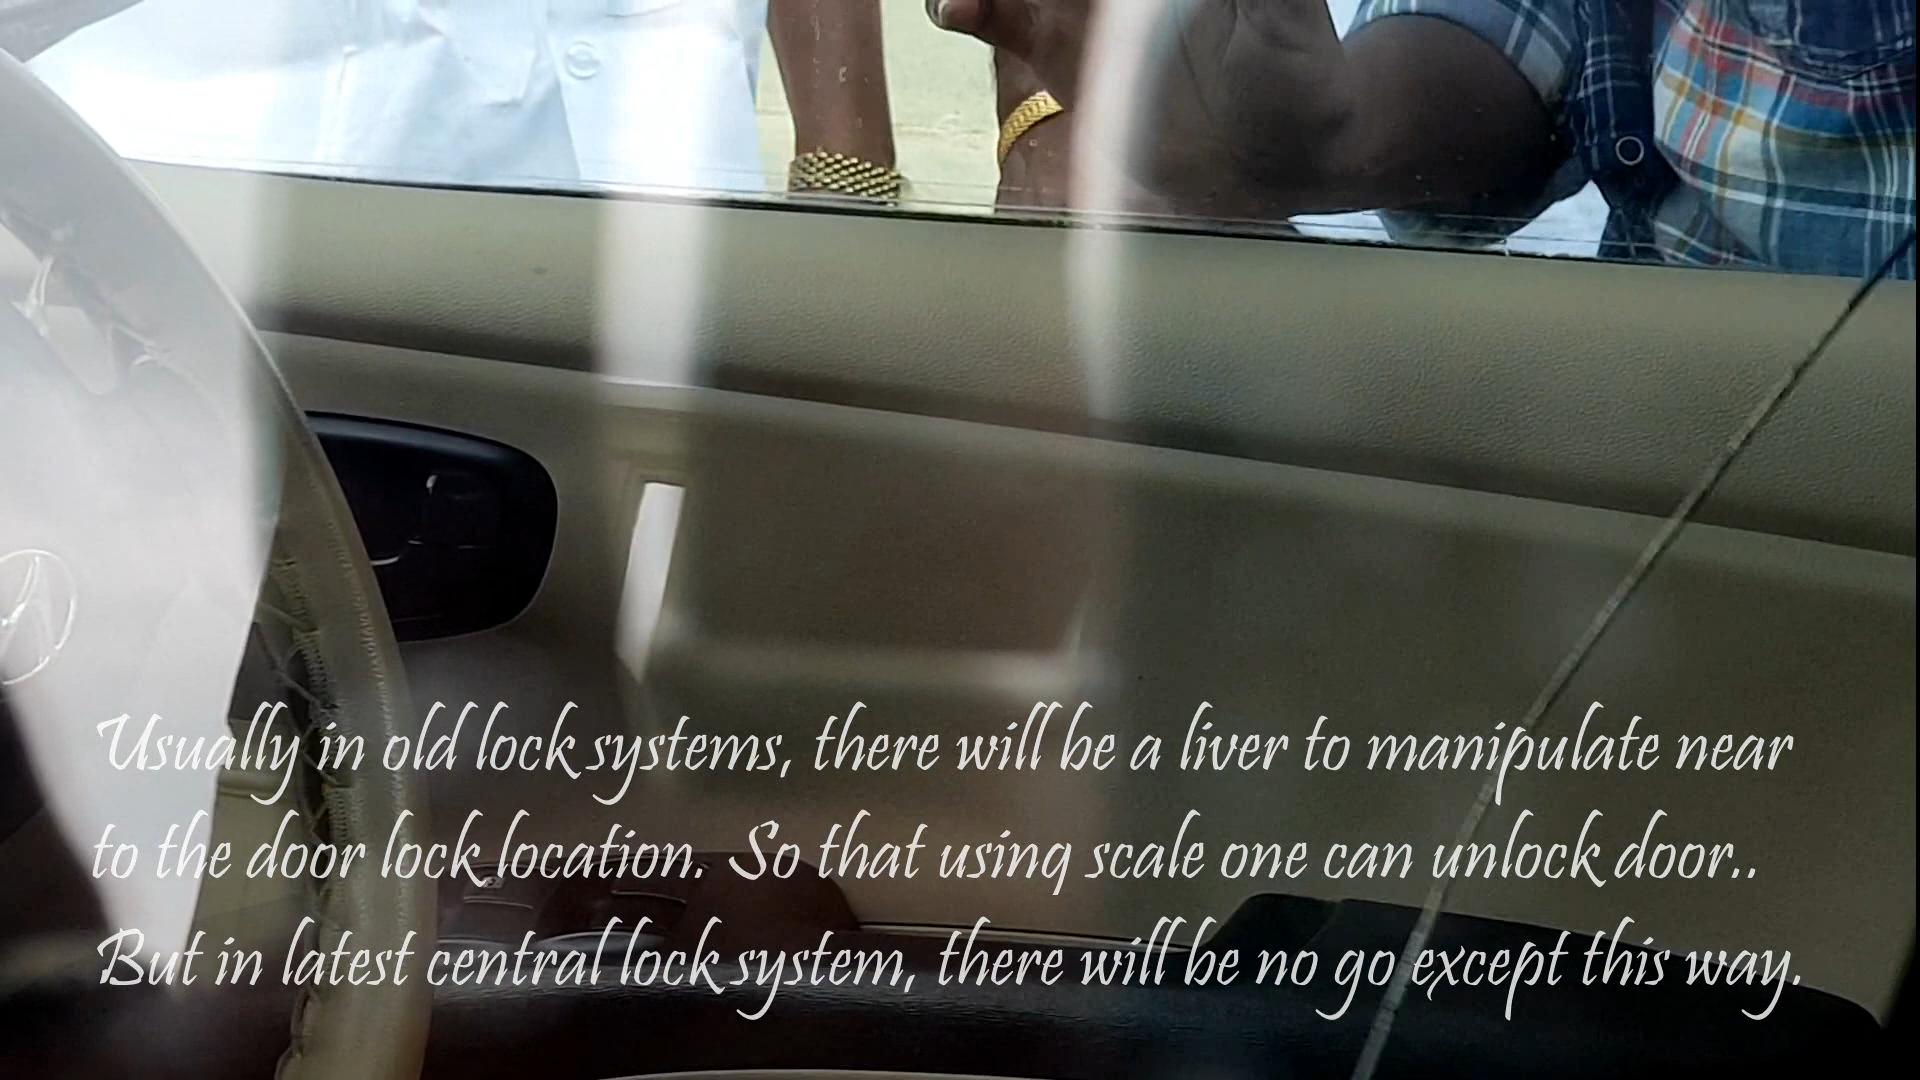 Usually in old lock systems, there will be a liver to manipulate near
to the door lock location. So that using scale one can unlock door..
But in latest central lock system, there will be no go except this way.